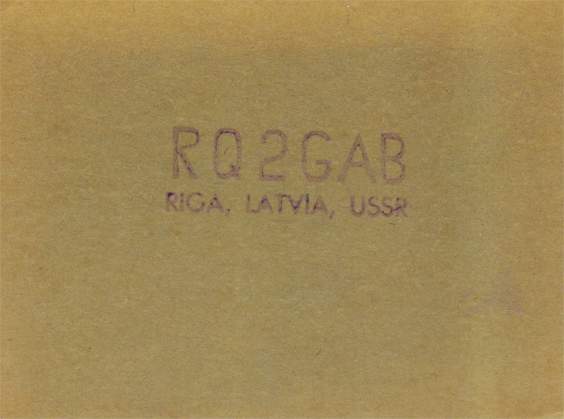 RQ2GAB
RIGA, LATVIA, USSR